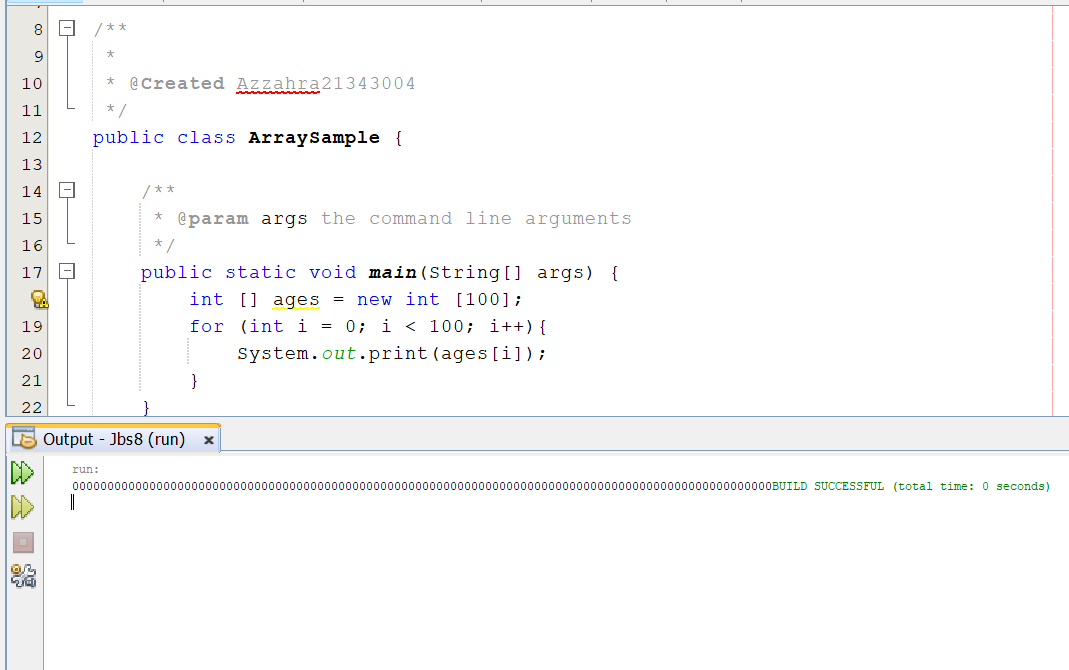 8 /**
9 *
10 * @Created Azzahra21343004
11 */
12 public class ArraySample {
13
14 /**
15 * @param args the command line arguments
16 */
17 public static void main(String[] args) {
int [] ages = new int [100];
19 for (int i = 0; i < 100; i++){
20 System.out.print(ages[i]);
21 }
22 }
Output - Jbs8 (run) ×
run:
0000000000000000000000000000000000000000000000000000000000000000000000000000000000000000000000000000BUILD SUCCESSFUL (total time: 0 seconds)